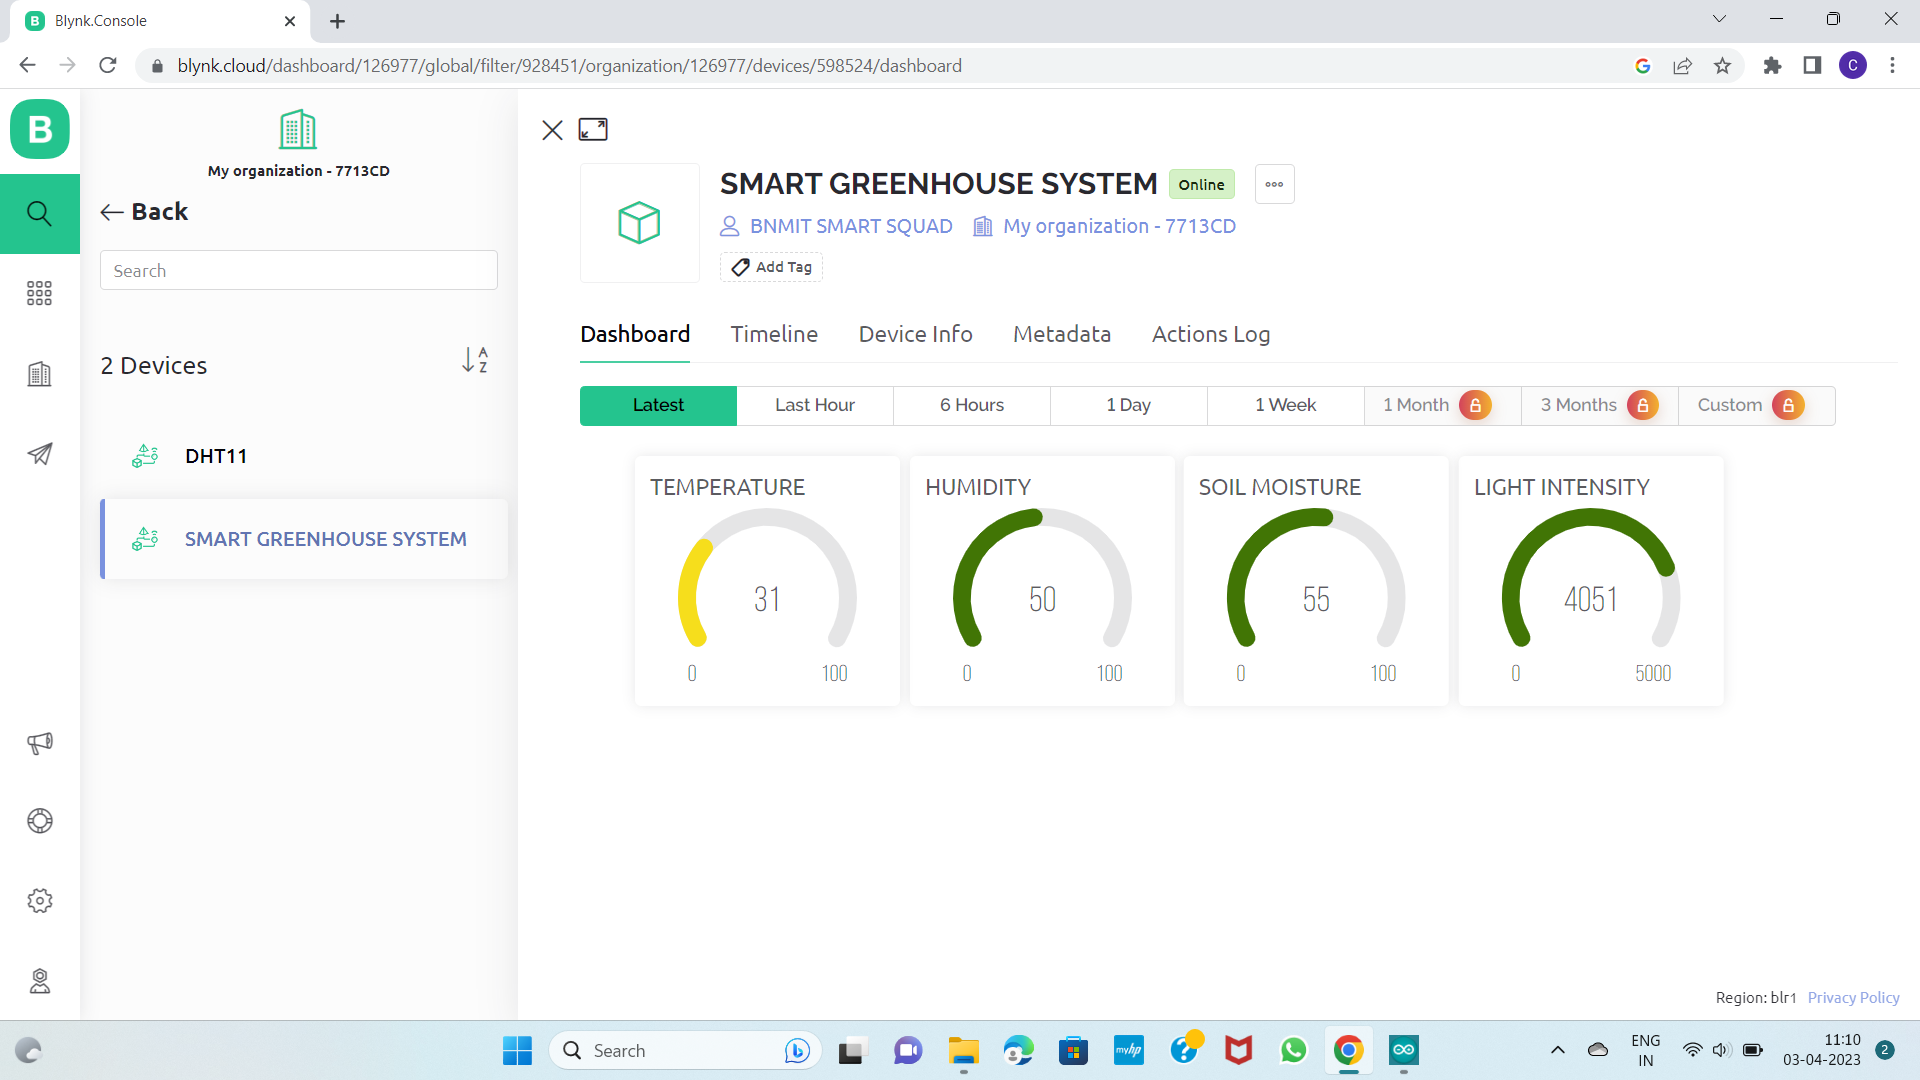 Blynk.Console
blynk.cloud/dashboard/126977/global/filter/928451/organization/126977/devices/598524/dashboard
C
B
My organization - 7713CD
Back
Search
2 Devices
A
Z
DHT11
SMART GREENHOUSE SYSTEM
SMART GREENHOUSE SYSTEM Online
BNMIT SMART SQUAD My organization - 7713CD
Add Tag
Dashboard Timeline Device Info Metadata Actions Log
Latest Last Hour 6 Hours 1 Day 1 Week 1 Month 3 Months Custom
TEMPERATURE
31
0 100
HUMIDITY
50
0 100
SOIL MOISTURE
55
0 100
LIGHT INTENSITY
4051
0 5000
Region: blr1 Privacy Policy
Search
myhp
ENG
IN
11:10
03-04-2023
2